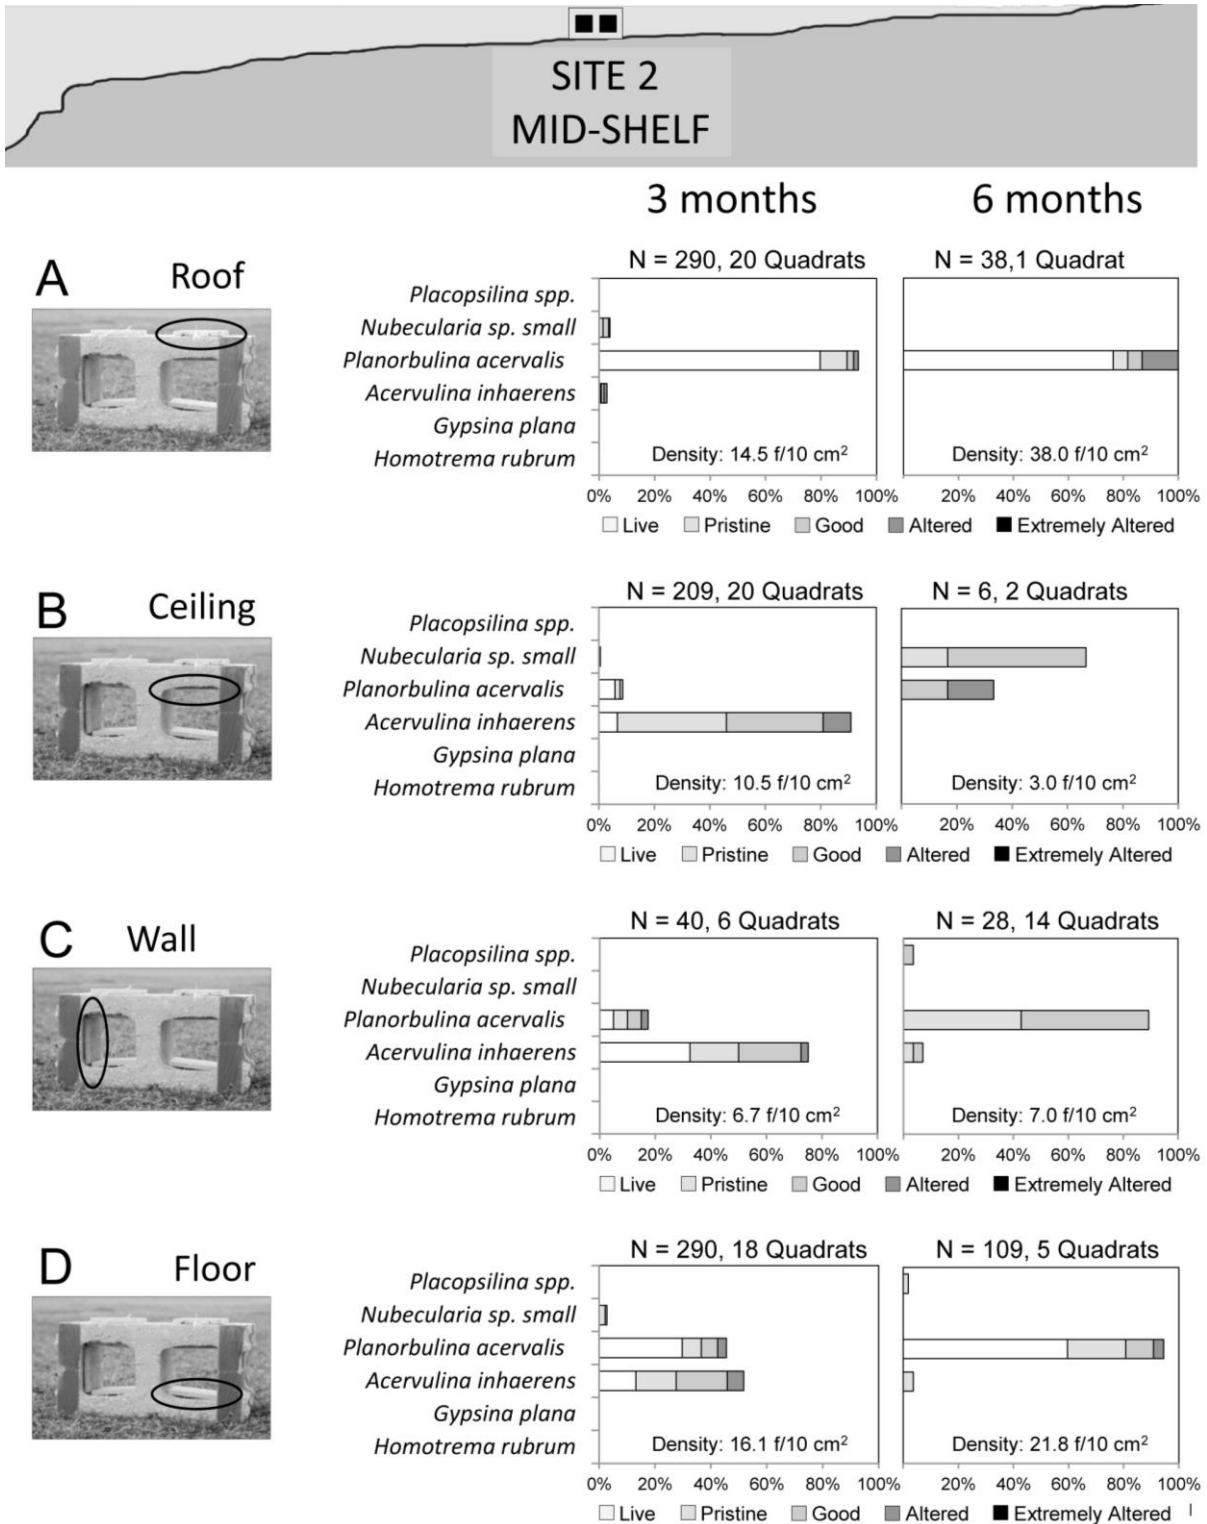 SITE 2
MID-SHELF
3 months
6 months
A
Roof
N = 290, 20 Quadrats
N = 38,1 Quadrat
Placopsilina spp.
Nubecularia sp. small
Planorbulina acervalis
Acervulina inhaerens
Gypsina plana
Homotrema rubrum
Density: 14.5 f/10 cm²
Density: 38.0 f/10 cm²
0% 20% 40% 60% 80% 100%
20% 40% 60% 80% 100%
Live Pristine Good Altered Extremely Altered
B
Ceiling
N = 209, 20 Quadrats
N = 6, 2 Quadrats
Placopsilina spp.
Nubecularia sp. small
Planorbulina acervalis
Acervulina inhaerens
Gypsina plana
Homotrema rubrum
Density: 10.5 f/10 cm²
Density: 3.0 f/10 cm²
0% 20% 40% 60% 80% 100%
20% 40% 60% 80% 100%
Live Pristine Good Altered Extremely Altered
C
Wall
N = 40, 6 Quadrats
N = 28, 14 Quadrats
Placopsilina spp.
Nubecularia sp. small
Planorbulina acervalis
Acervulina inhaerens
Gypsina plana
Homotrema rubrum
Density: 6.7 f/10 cm²
Density: 7.0 f/10 cm²
0% 20% 40% 60% 80% 100%
20% 40% 60% 80% 100%
Live Pristine Good Altered Extremely Altered
D
Floor
N = 290, 18 Quadrats
N = 109, 5 Quadrats
Placopsilina spp.
Nubecularia sp. small
Planorbulina acervalis
Acervulina inhaerens
Gypsina plana
Homotrema rubrum
Density: 16.1 f/10 cm²
Density: 21.8 f/10 cm²
0% 20% 40% 60% 80% 100%
20% 40% 60% 80% 100%
Live Pristine Good Altered Extremely Altered